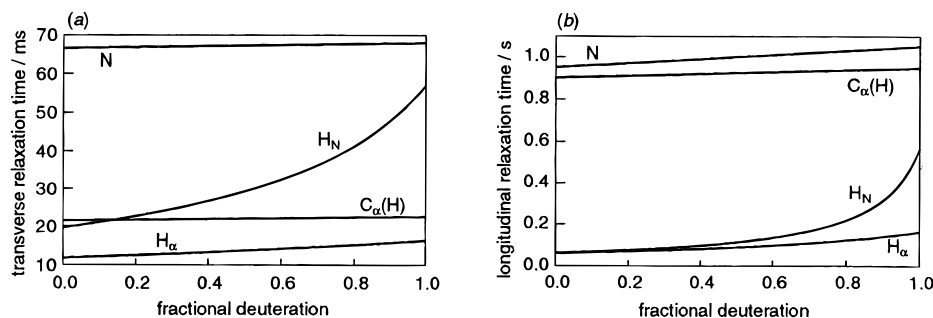 (a)
transverse relaxation time / ms
70
60
50
40
30
20
10
N
H_N
C_α(H)
H_α
0.0 0.2 0.4 0.6 0.8 1.0
fractional deuteration
(b)
longitudinal relaxation time / s
1.0
0.8
0.6
0.4
0.2
0.0
N
C_α(H)
H_N
H_α
0.0 0.2 0.4 0.6 0.8 1.0
fractional deuteration